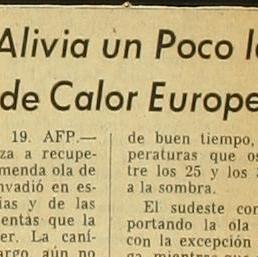 Alivia un Poco l
de Calor Europe
19. AFP.—
za a recupe-
menda ola de
nvadió en es-
ías y de las
entás que la
er. La caní-
argo, aún no
de buen tiempo,
peraturas que os
tre los 25 y los
a la sombra.
El sudeste con
portando la ola
con la excepción